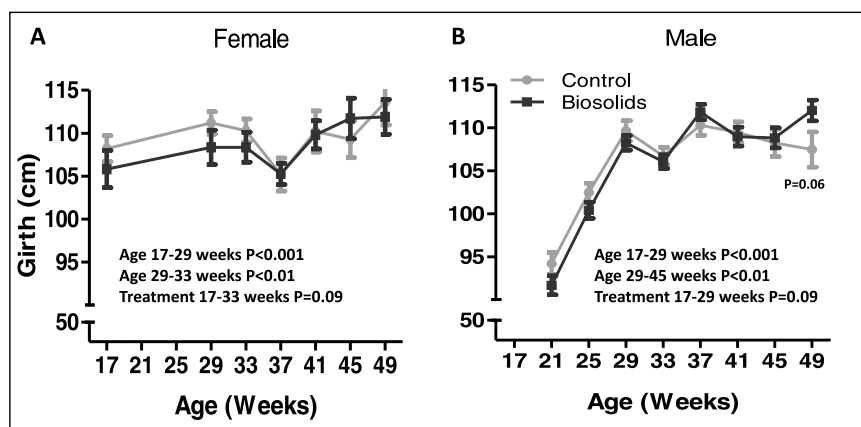 A
Female
Girth (cm)
115
110
105
100
95
50
Age 17-29 weeks P<0.001
Age 29-33 weeks P<0.01
Treatment 17-33 weeks P=0.09
17 21 25 29 33 37 41 45 49
Age (Weeks)
B
Male
Control
Biosolids
115
110
105
100
95
50
P=0.06
Age 17-29 weeks P<0.001
Age 29-45 weeks P<0.01
Treatment 17-29 weeks P=0.09
17 21 25 29 33 37 41 45 49
Age (Weeks)